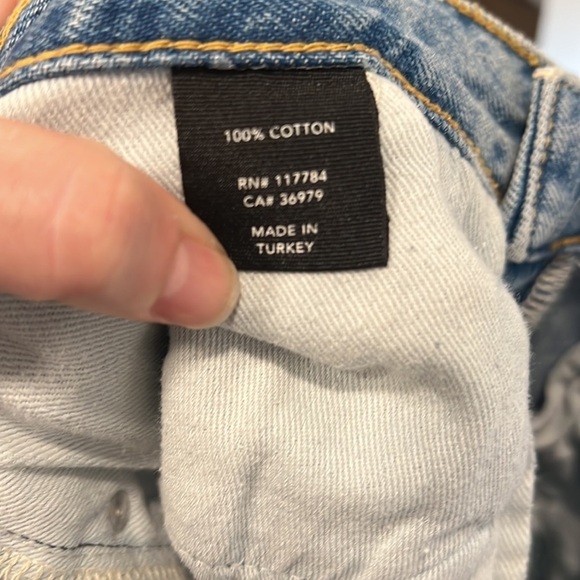 100% COTTON
RN# 117784
CA# 36979
MADE IN
TURKEY